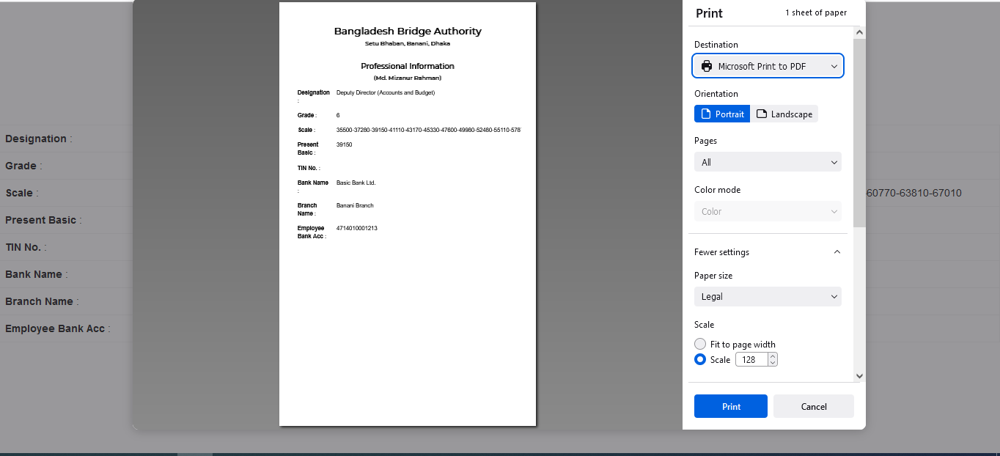 Bangladesh Bridge Authority
Setu Bhaban, Banani, Dhaka
Professional Information
(Md. Mizanur Rahman)
Designation : Deputy Director (Accounts and Budget)
Grade : 6
Scale : 35500-37280-39150-41110-43170-45330-47600-49980-52480-55110-578
Present Basic : 39150
TIN No. :
Bank Name : Basic Bank Ltd.
Branch Name : Banani Branch
Employee Bank Acc : 4714010001213
Designation :
Grade :
Scale :
-60770-63810-67010
Present Basic :
TIN No. :
Bank Name :
Branch Name :
Employee Bank Acc :
Print
1 sheet of paper
Destination
Microsoft Print to PDF
Orientation
Portrait
Landscape
Pages
All
Color mode
Color
Fewer settings
Paper size
Legal
Scale
Fit to page width
Scale 128
Print
Cancel